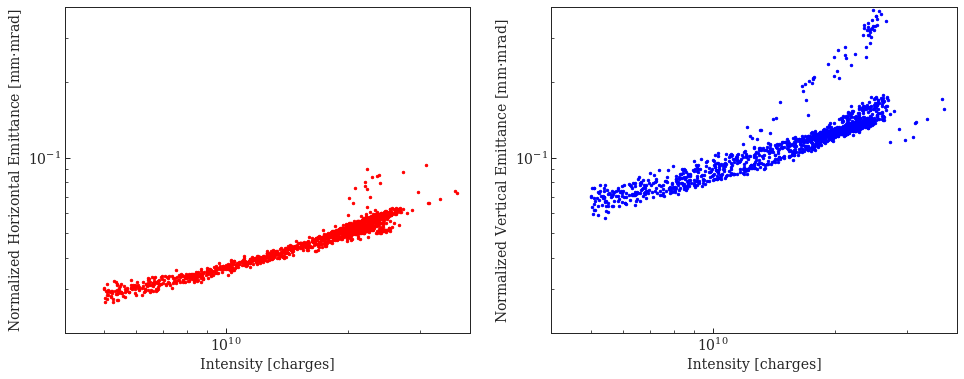 Normalized Horizontal Emittance [mm·mrad]
10⁻¹
10¹⁰
Intensity [charges]
Normalized Vertical Emittance [mm·mrad]
10⁻¹
10¹⁰
Intensity [charges]